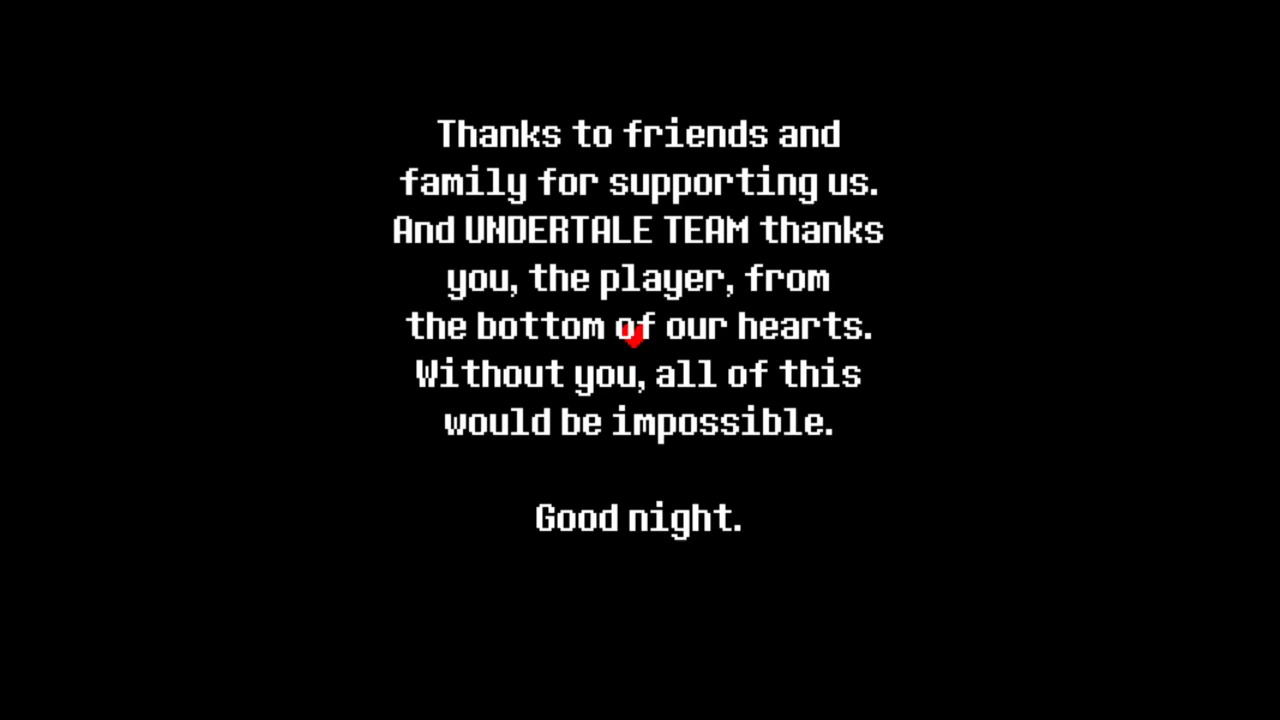 Thanks to friends and
family for supporting us.
And UNDERTALE TEAM thanks
you, the player, from
the bottom of our hearts.
Without you, all of this
would be impossible.
Good night.